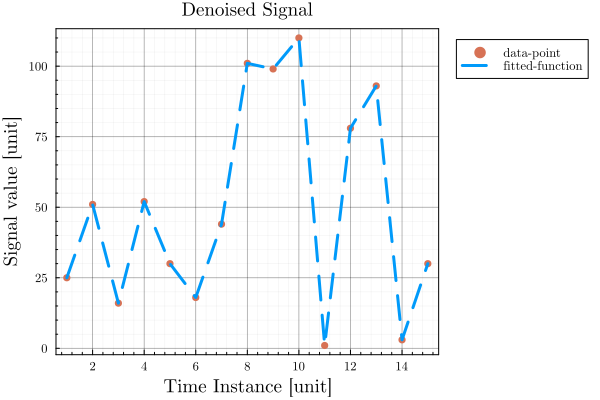 Denoised Signal
data-point
fitted-function
100
75
50
25
0
Signal value [unit]
2 4 6 8 10 12 14
Time Instance [unit]